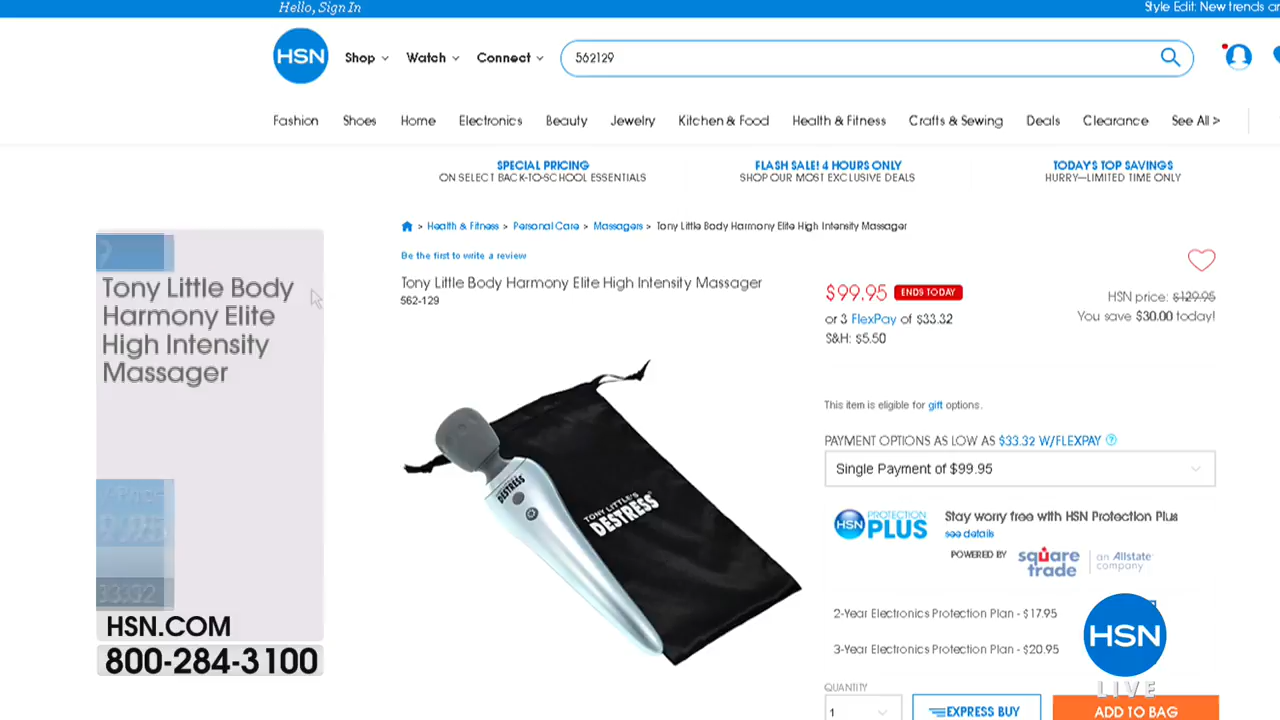 Hello, Sign In
Style Edit: New trends
HSN
Shop
Watch
Connect
562129
Fashion
Shoes
Home
Electronics
Beauty
Jewelry
Kitchen & Food
Health & Fitness
Crafts & Sewing
Deals
Clearance
See All >
SPECIAL PRICING
ON SELECT BACK-TO-SCHOOL ESSENTIALS
FLASH SALE! 4 HOURS ONLY
SHOP OUR MOST EXCLUSIVE DEALS
TODAY'S TOP SAVINGS
HURRY—LIMITED TIME ONLY
> Health & Fitness > Personal Care > Massagers > Tony Little Body Harmony Elite High Intensity Massager
Be the first to write a review
Tony Little Body Harmony Elite High Intensity Massager
562-129
$99.95 ENDS TODAY
or 3 FlexPay of $33.32
S&H: $5.50
HSN price: $129.95
You save $30.00 today!
This item is eligible for gift options.
PAYMENT OPTIONS AS LOW AS $33.32 W/FLEXPAY ?
Single Payment of $99.95
HSN PROTECTION PLUS
Stay worry free with HSN Protection Plus
see details
POWERED BY
square trade
an Allstate company
2-Year Electronics Protection Plan - $17.95
3-Year Electronics Protection Plan - $20.95
QUANTITY
1
EXPRESS BUY
ADD TO BAG
HSN
LIVE
DESTRESS
TONY LITTLE'S
DESTRESS
Tony Little Body
Harmony Elite
High Intensity
Massager
33.32
HSN.COM
800-284-3100